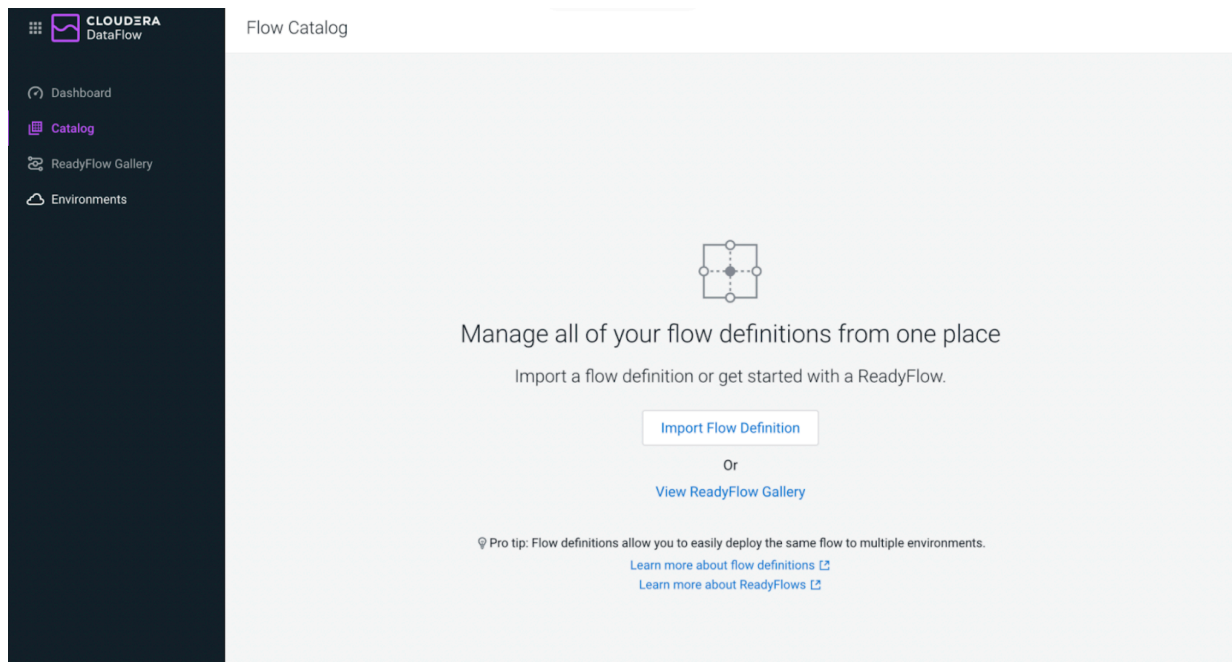 CLOUDERA
DataFlow
Flow Catalog
Dashboard
Catalog
ReadyFlow Gallery
Environments
Manage all of your flow definitions from one place
Import a flow definition or get started with a ReadyFlow.
Import Flow Definition
Or
View ReadyFlow Gallery
Pro tip: Flow definitions allow you to easily deploy the same flow to multiple environments.
Learn more about flow definitions
Learn more about ReadyFlows